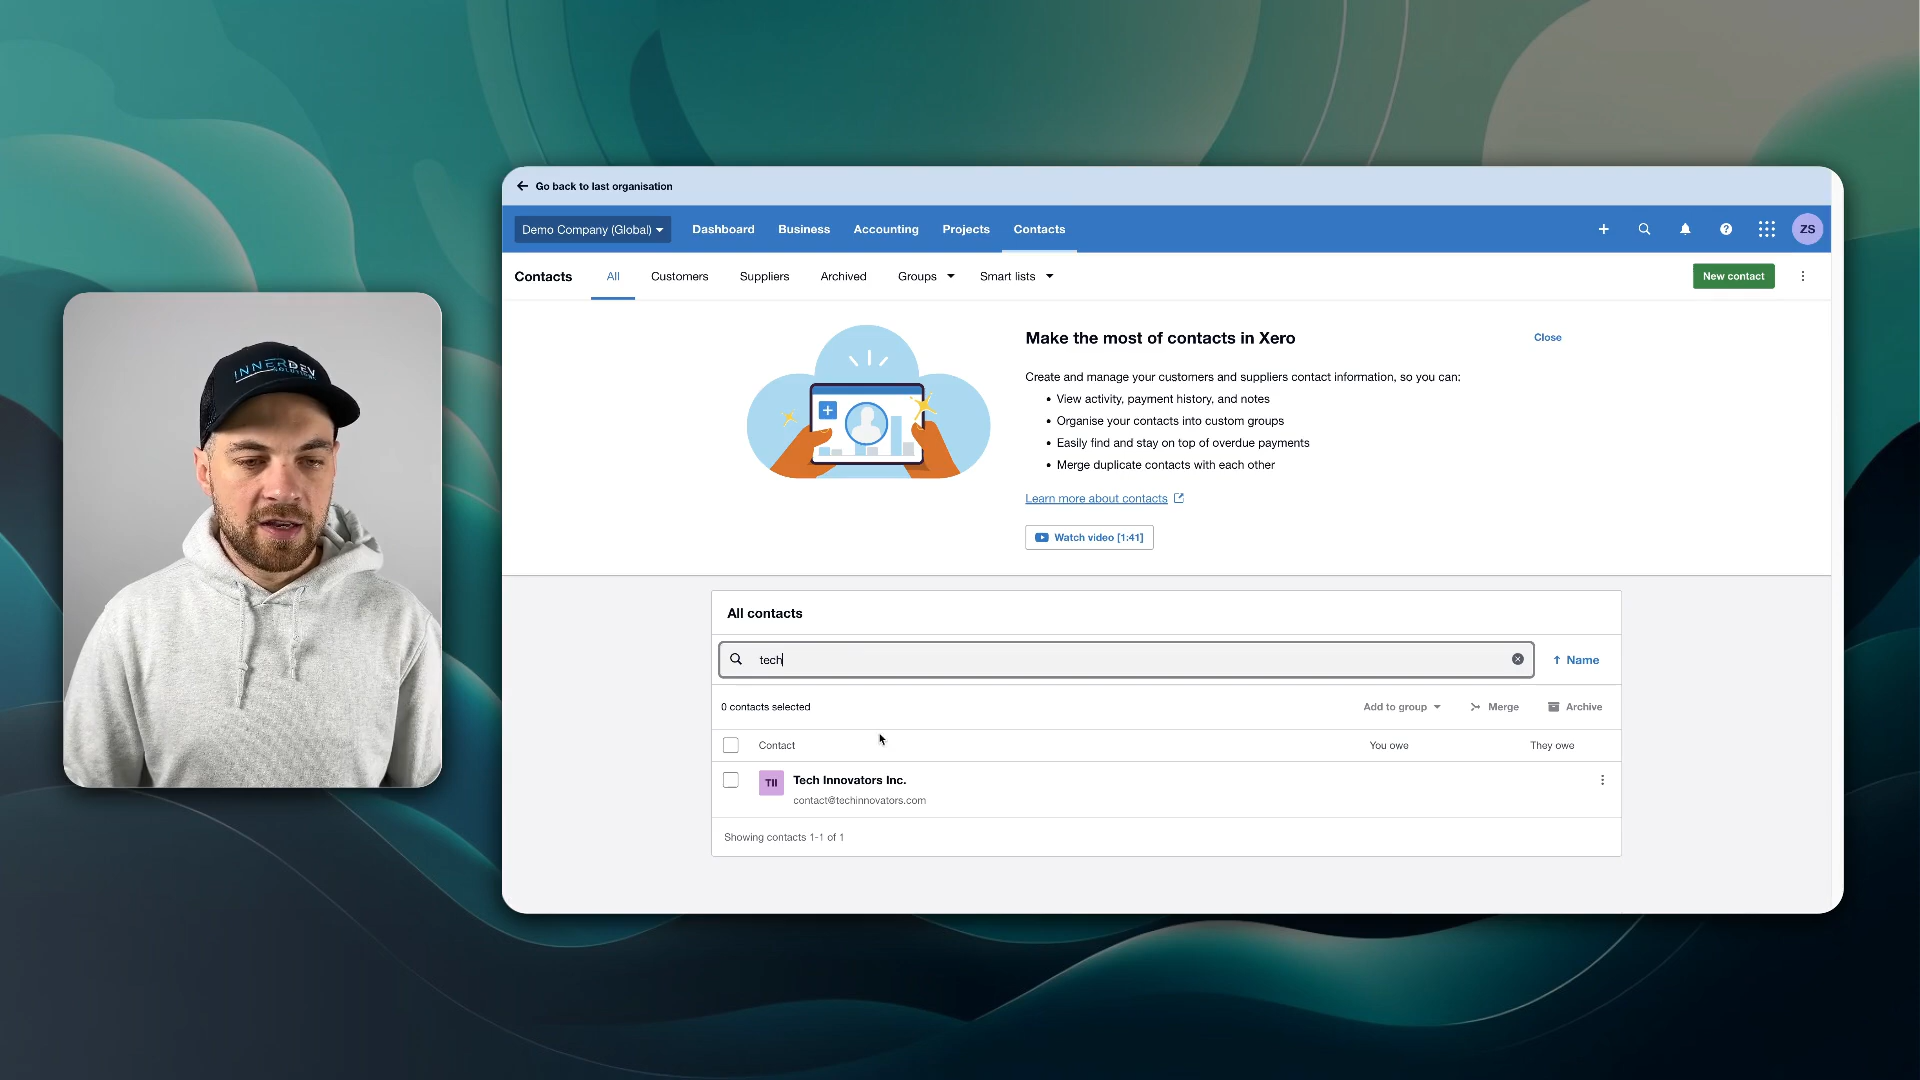 INNERDEV
SOLUTIONS
Go back to last organisation
Demo Company (Global)
Dashboard
Business
Accounting
Projects
Contacts
ZS
Contacts
All
Customers
Suppliers
Archived
Groups
Smart lists
New contact
Make the most of contacts in Xero
Close
Create and manage your customers and suppliers contact information, so you can:
• View activity, payment history, and notes
• Organise your contacts into custom groups
• Easily find and stay on top of overdue payments
• Merge duplicate contacts with each other
Learn more about contacts
Watch video [1:41]
All contacts
tech
Name
0 contacts selected
Add to group
Merge
Archive
Contact
You owe
They owe
TII
Tech Innovators Inc.
contact@techinnovators.com
Showing contacts 1-1 of 1